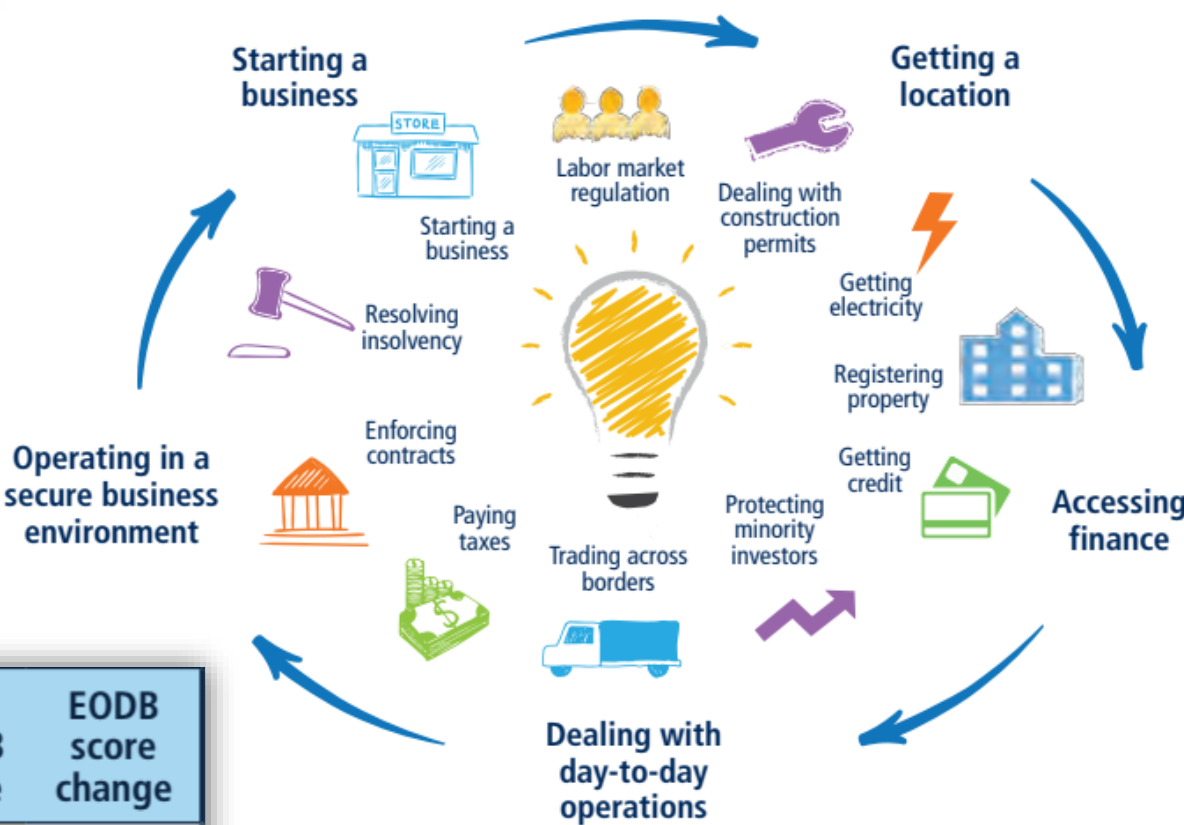 Starting a
business
Getting a
location
STORE
Labor market
regulation
Dealing with
construction
permits
Starting a
business
Getting
electricity
Resolving
insolvency
Registering
property
Enforcing
contracts
Getting
credit
Operating in a
secure business
environment
Accessing
finance
Paying
taxes
Protecting
minority
investors
Trading across
borders
$
Dealing with
day-to-day
operations
EODB
score
change